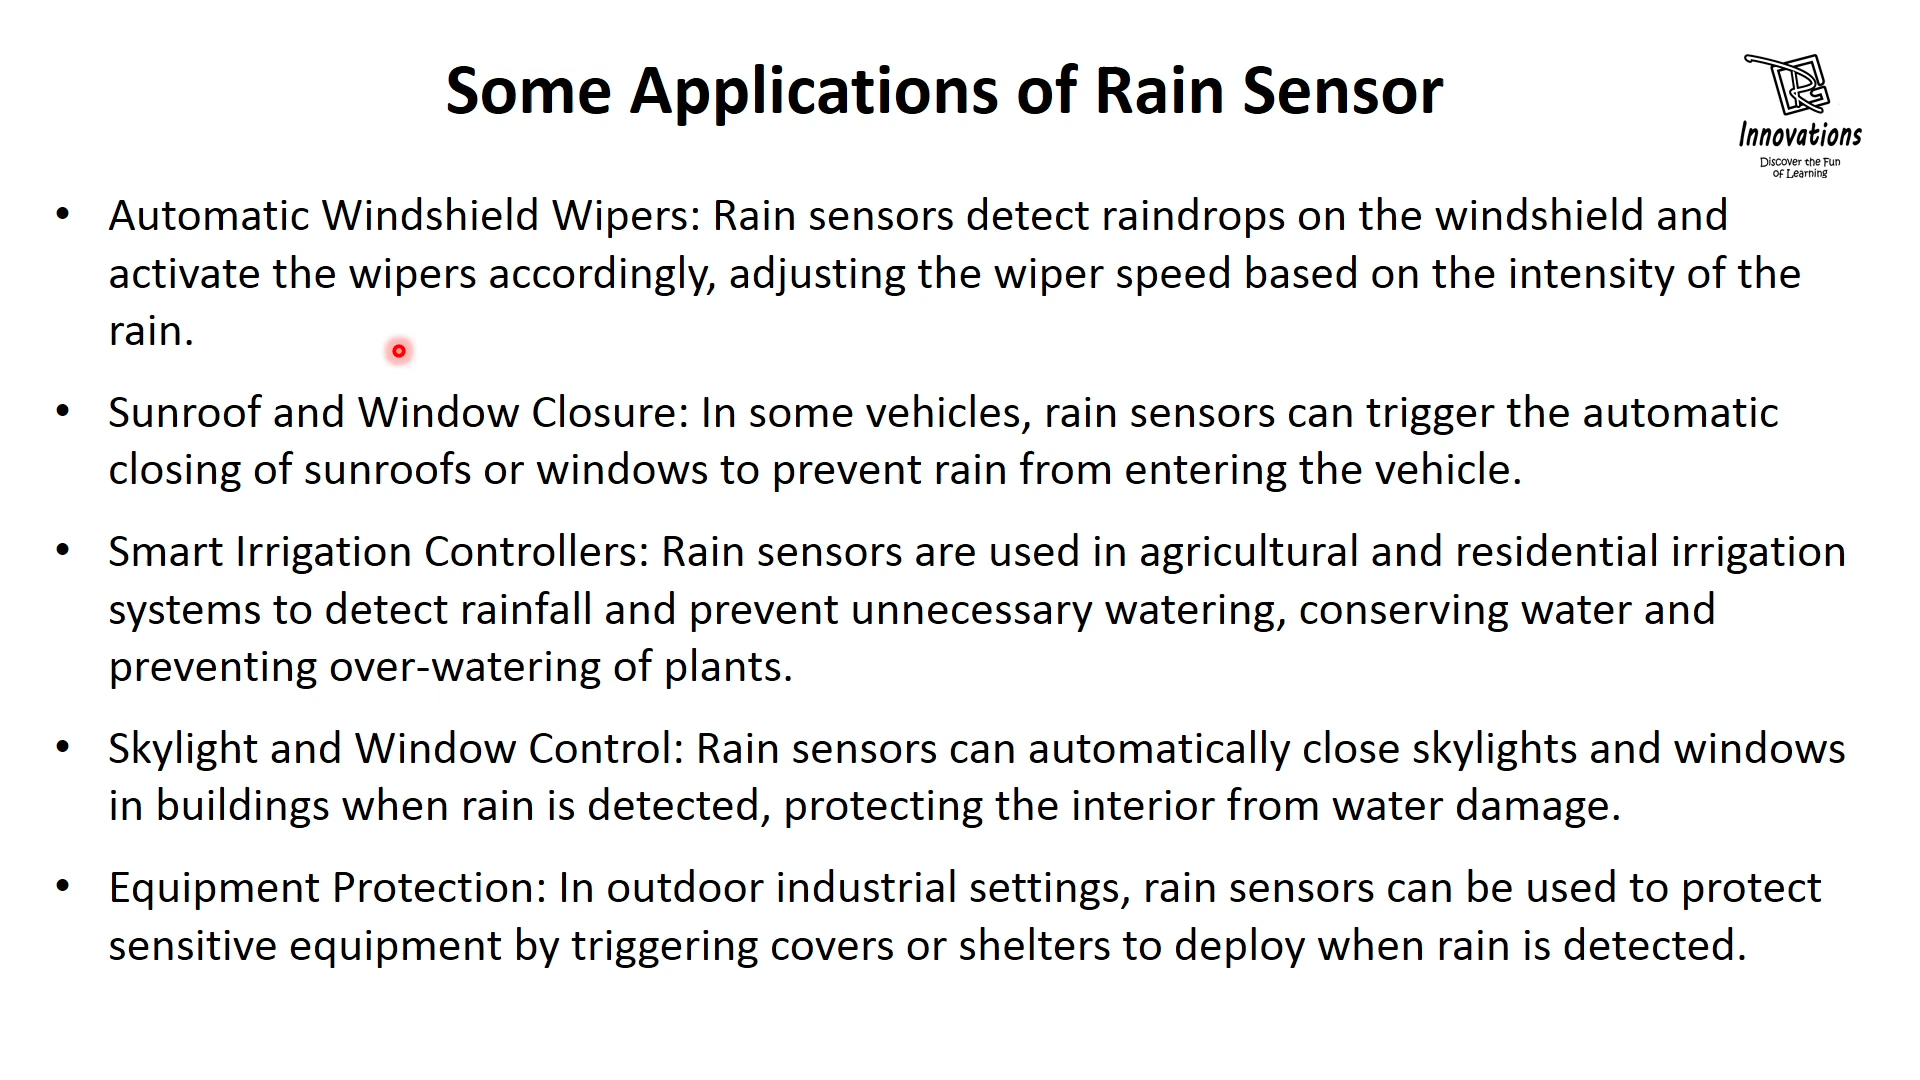 Some Applications of Rain Sensor
Innovations
Discover the Fun
of Learning
• Automatic Windshield Wipers: Rain sensors detect raindrops on the windshield and
activate the wipers accordingly, adjusting the wiper speed based on the intensity of the
rain.
• Sunroof and Window Closure: In some vehicles, rain sensors can trigger the automatic
closing of sunroofs or windows to prevent rain from entering the vehicle.
• Smart Irrigation Controllers: Rain sensors are used in agricultural and residential irrigation
systems to detect rainfall and prevent unnecessary watering, conserving water and
preventing over-watering of plants.
• Skylight and Window Control: Rain sensors can automatically close skylights and windows
in buildings when rain is detected, protecting the interior from water damage.
• Equipment Protection: In outdoor industrial settings, rain sensors can be used to protect
sensitive equipment by triggering covers or shelters to deploy when rain is detected.